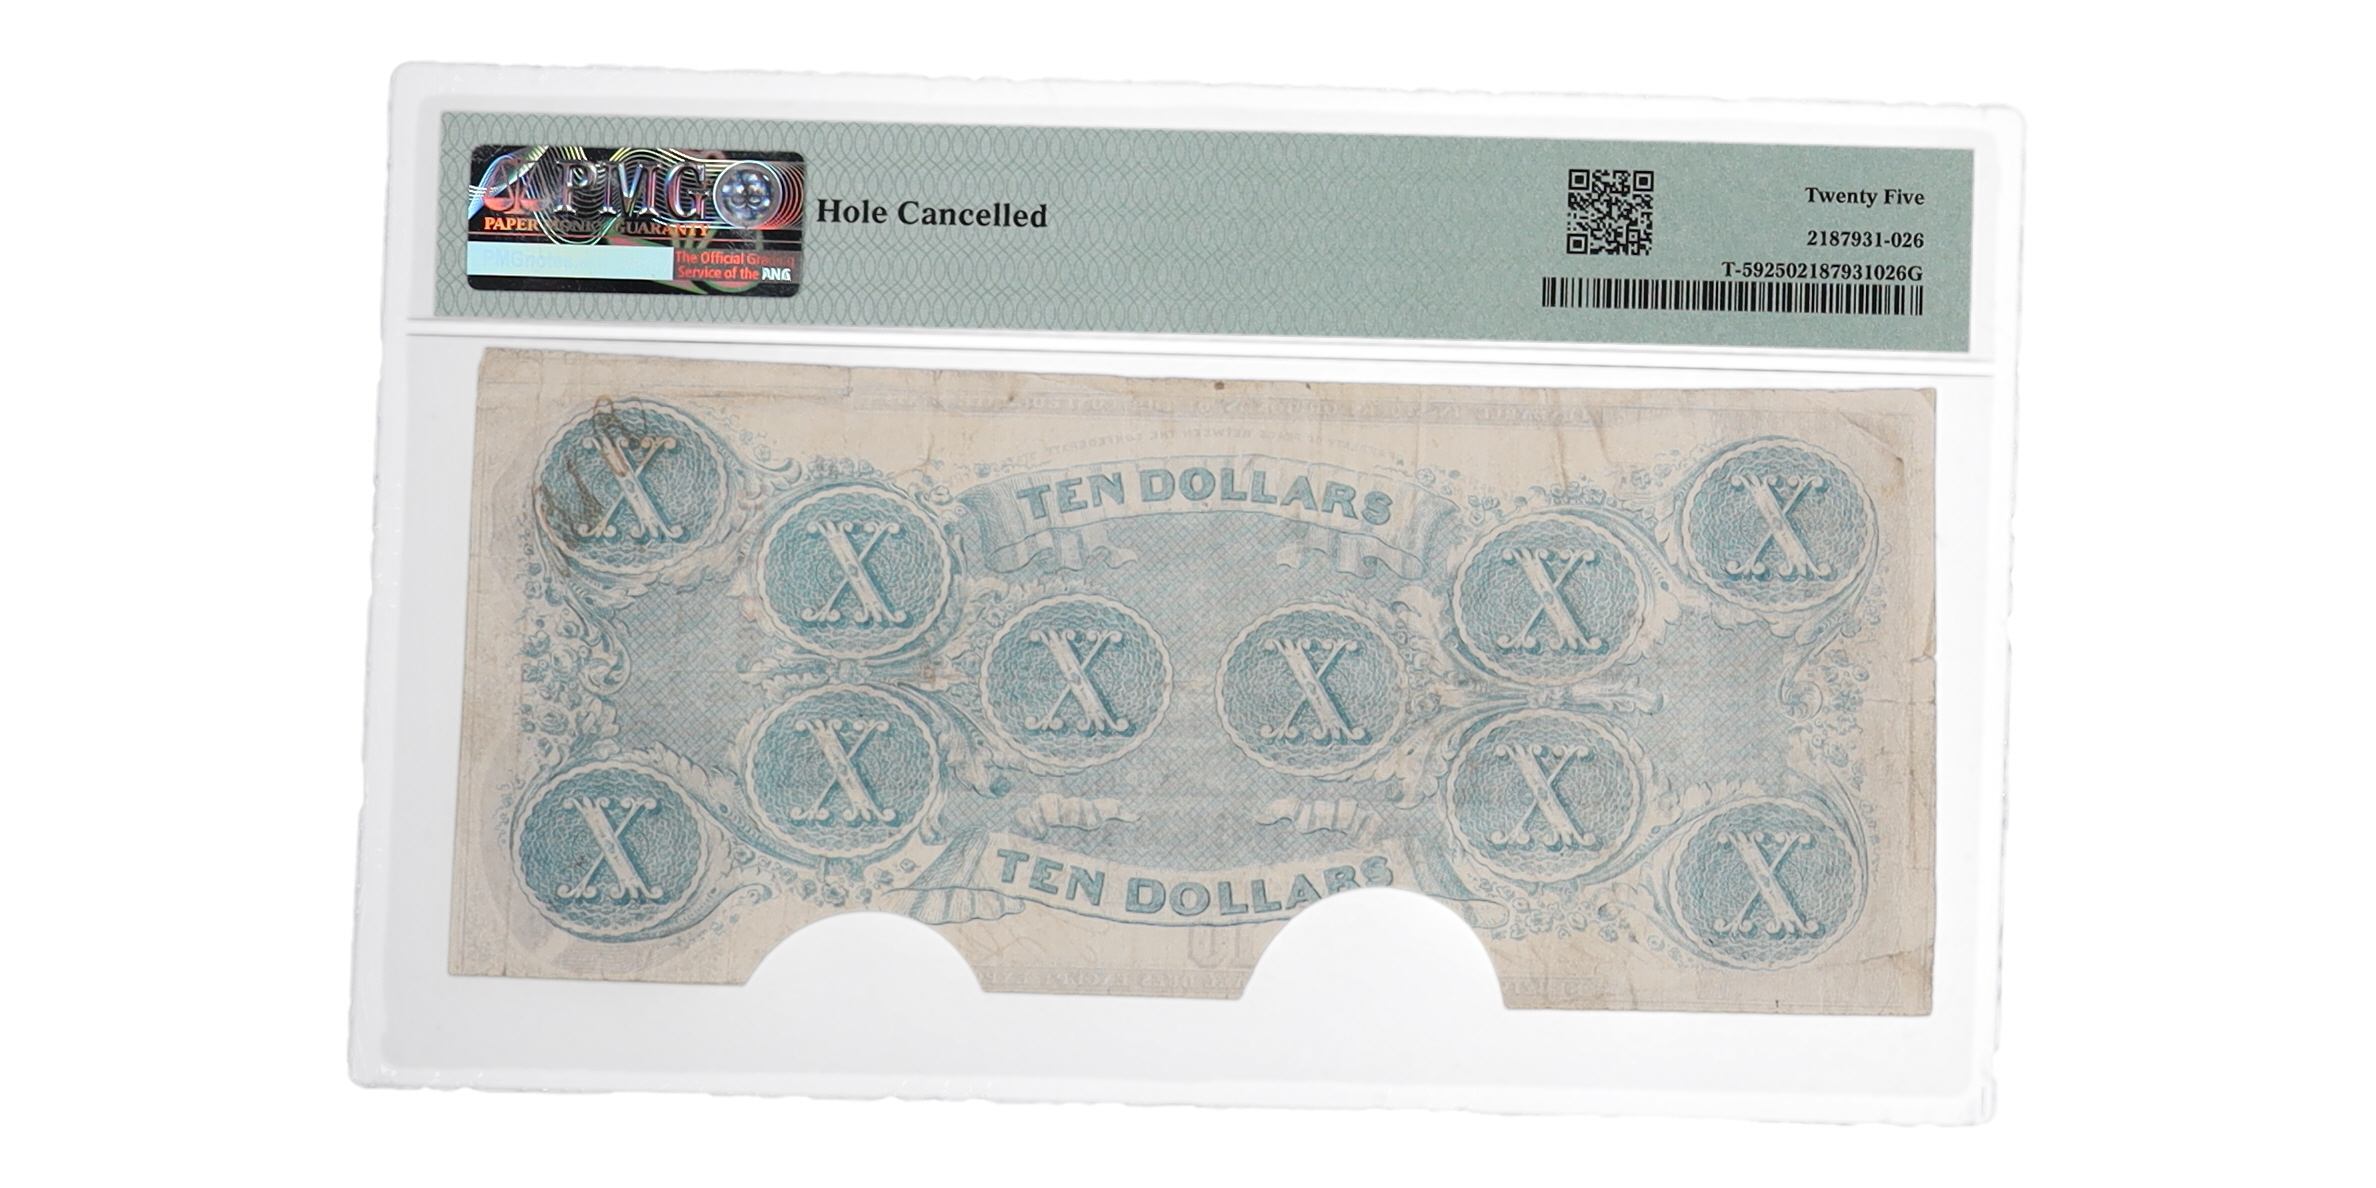 PMG
PAPER MONEY GUARANTY
PMGnotes
The Official Grading
Service of the ANA
Hole Cancelled
Twenty Five
2187931-026
T-592502187931026G
TEN DOLLARS
X X
X X
X X
X X
X X
TEN DOLLARS